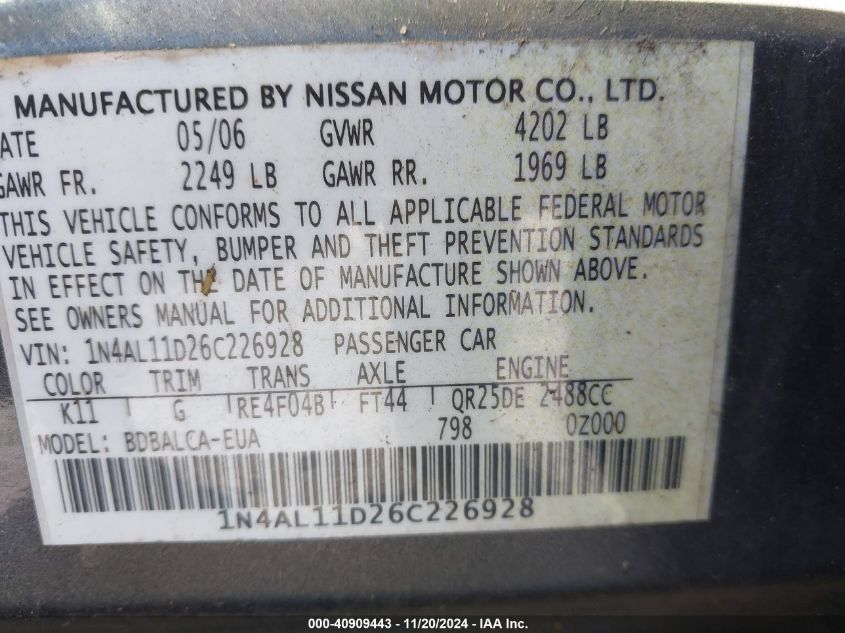 MANUFACTURED BY NISSAN MOTOR CO., LTD.
ATE 05/06 GVWR 4202 LB
GAWR FR. 2249 LB GAWR RR. 1969 LB
THIS VEHICLE CONFORMS TO ALL APPLICABLE FEDERAL MOTOR
VEHICLE SAFETY, BUMPER AND THEFT PREVENTION STANDARDS
IN EFFECT ON THE DATE OF MANUFACTURE SHOWN ABOVE.
SEE OWNERS MANUAL FOR ADDITIONAL INFORMATION.
VIN: 1N4AL11D26C226928 PASSENGER CAR
COLOR TRIM TRANS AXLE ENGINE
K11 G RE4F04B FT44 QR25DE 2488CC
MODEL: BDBALCA-EUA 798 0Z000
1N4AL11D26C226928
000-40909443 - 11/20/2024 - IAA Inc.